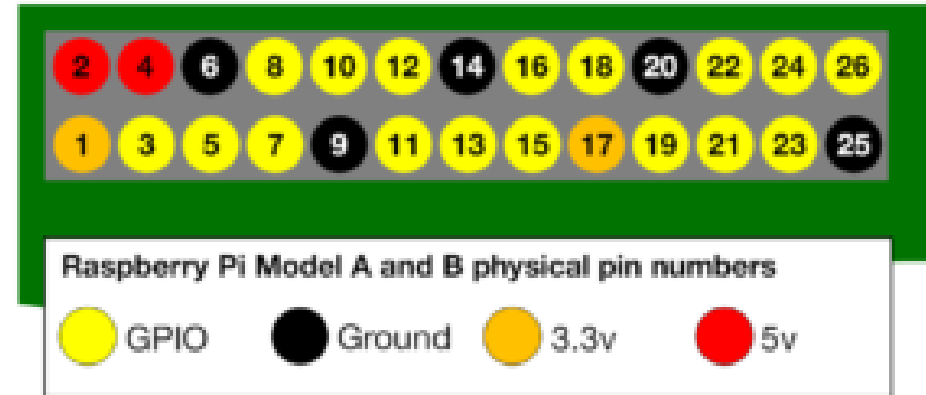 2 4 6 8 10 12 14 16 18 20 22 24 26
1 3 5 7 9 11 13 15 17 19 21 23 25
Raspberry Pi Model A and B physical pin numbers
GPIO Ground 3.3v 5v